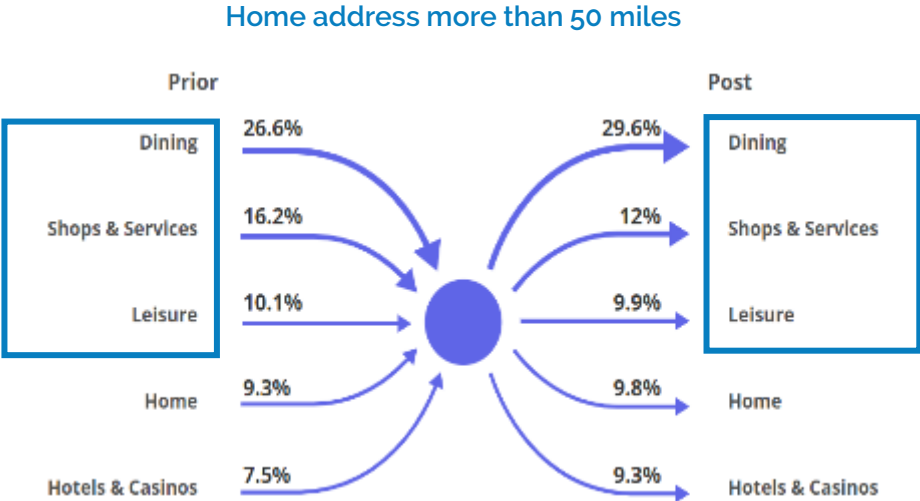 Home address more than 50 miles
Prior Post
Dining 26.6% 29.6% Dining
Shops & Services 16.2% 12% Shops & Services
Leisure 10.1% 9.9% Leisure
Home 9.3% 9.8% Home
Hotels & Casinos 7.5% 9.3% Hotels & Casinos